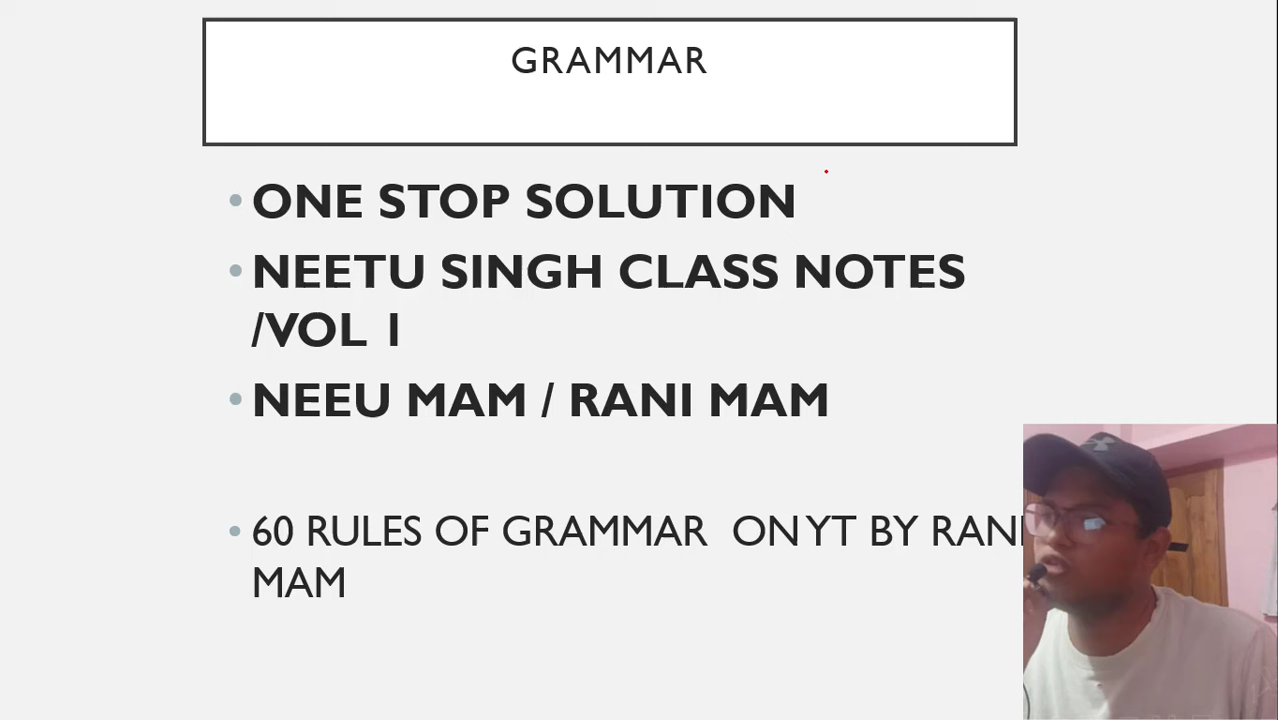 GRAMMAR
• ONE STOP SOLUTION
• NEETU SINGH CLASS NOTES
/VOL 1
• NEEU MAM / RANI MAM
• 60 RULES OF GRAMMAR ON YT BY RANI
MAM